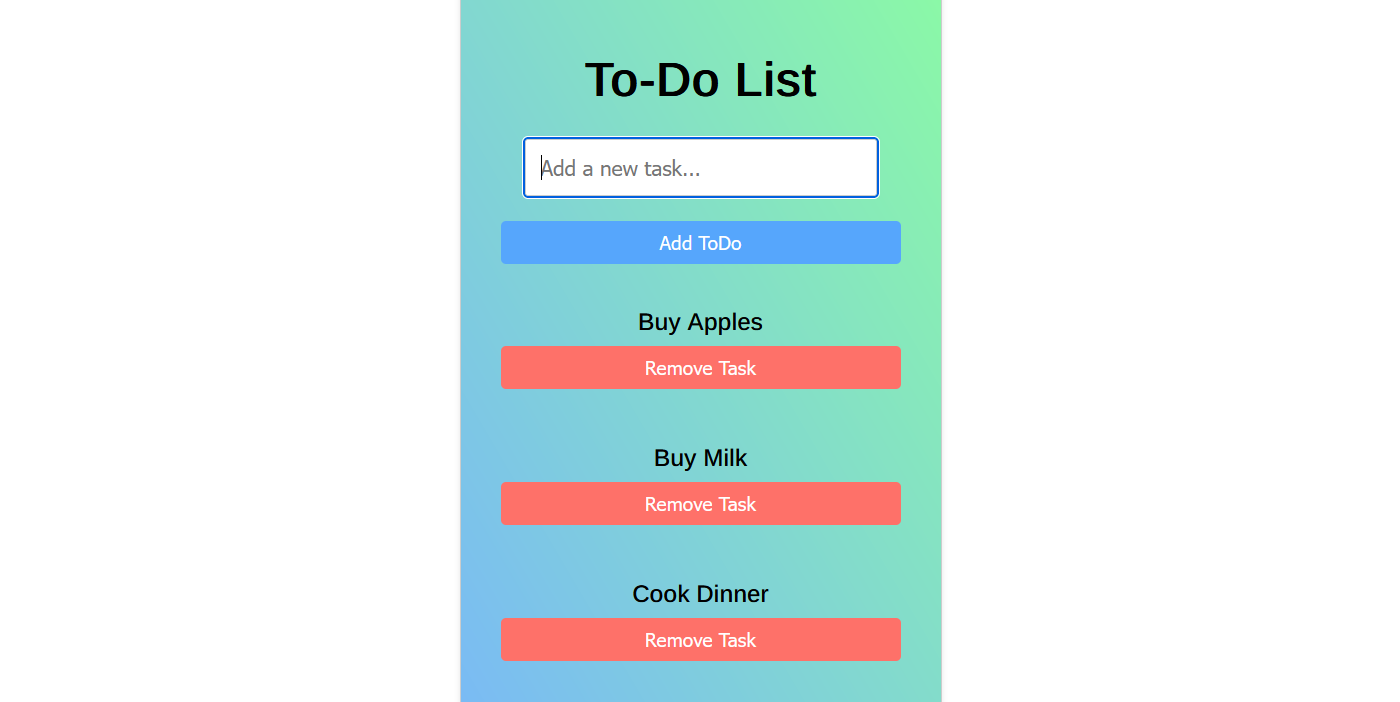 To-Do List
Add a new task...
Add ToDo
Buy Apples
Remove Task
Buy Milk
Remove Task
Cook Dinner
Remove Task